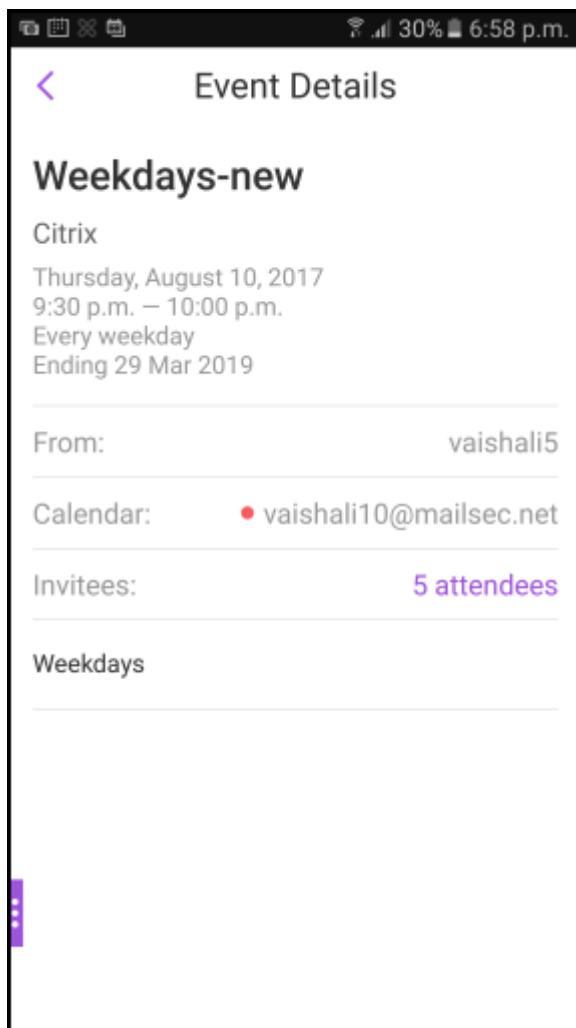 30% 6:58 p.m.
Event Details
Weekdays-new
Citrix
Thursday, August 10, 2017
9:30 p.m. — 10:00 p.m.
Every weekday
Ending 29 Mar 2019
From: vaishali5
Calendar: vaishali10@mailsec.net
Invitees: 5 attendees
Weekdays